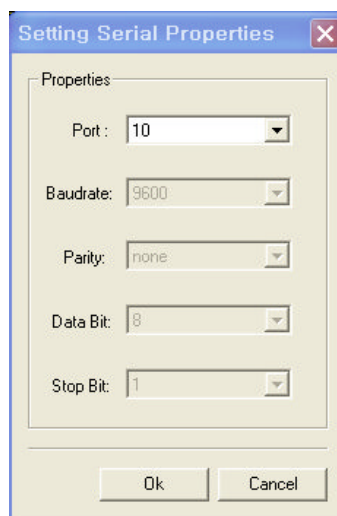 Setting Serial Properties
Properties
Port : 10
Baudrate: 9600
Parity: none
Data Bit: 8
Stop Bit: 1
Ok Cancel